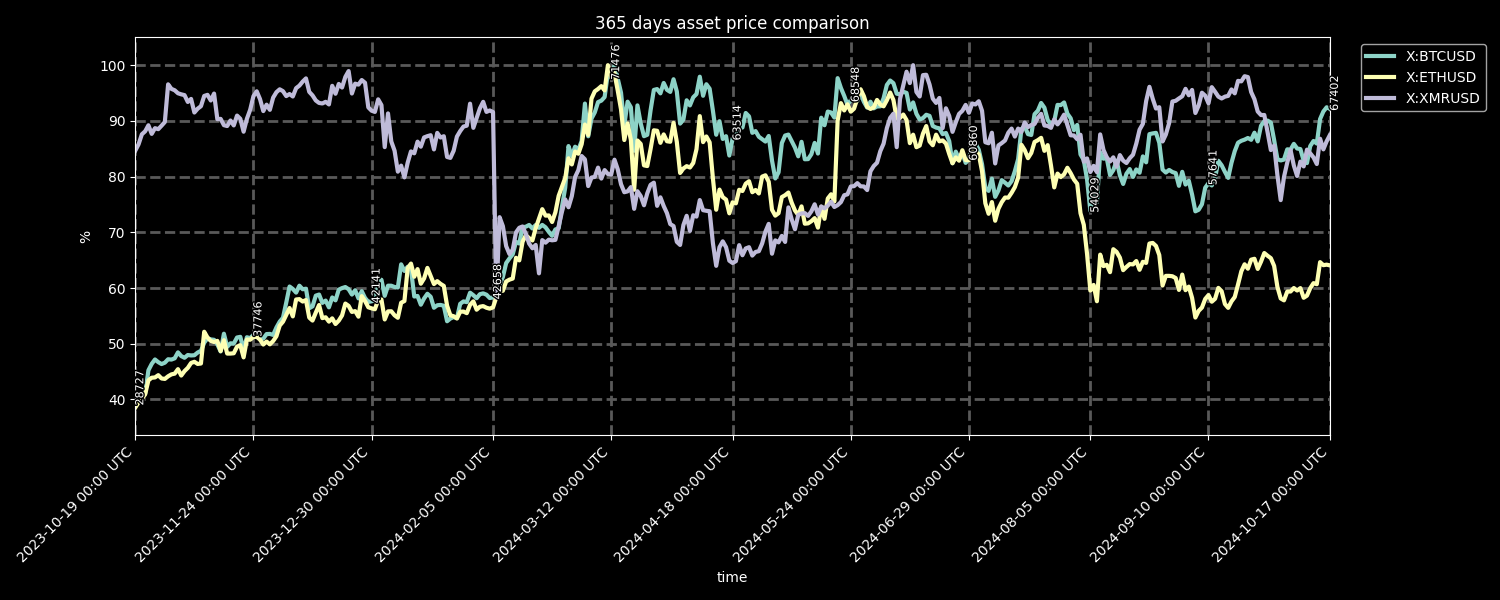 365 days asset price comparison
X:BTCUSD
X:ETHUSD
X:XMRUSD
%
100
90
80
70
60
50
40
28727
37746
42141
42658
71476
63514
68548
60860
54029
57641
67402
2023-10-19 00:00 UTC
2023-11-24 00:00 UTC
2023-12-30 00:00 UTC
2024-02-05 00:00 UTC
2024-03-12 00:00 UTC
2024-04-18 00:00 UTC
2024-05-24 00:00 UTC
2024-06-29 00:00 UTC
2024-08-05 00:00 UTC
2024-09-10 00:00 UTC
2024-10-17 00:00 UTC
time